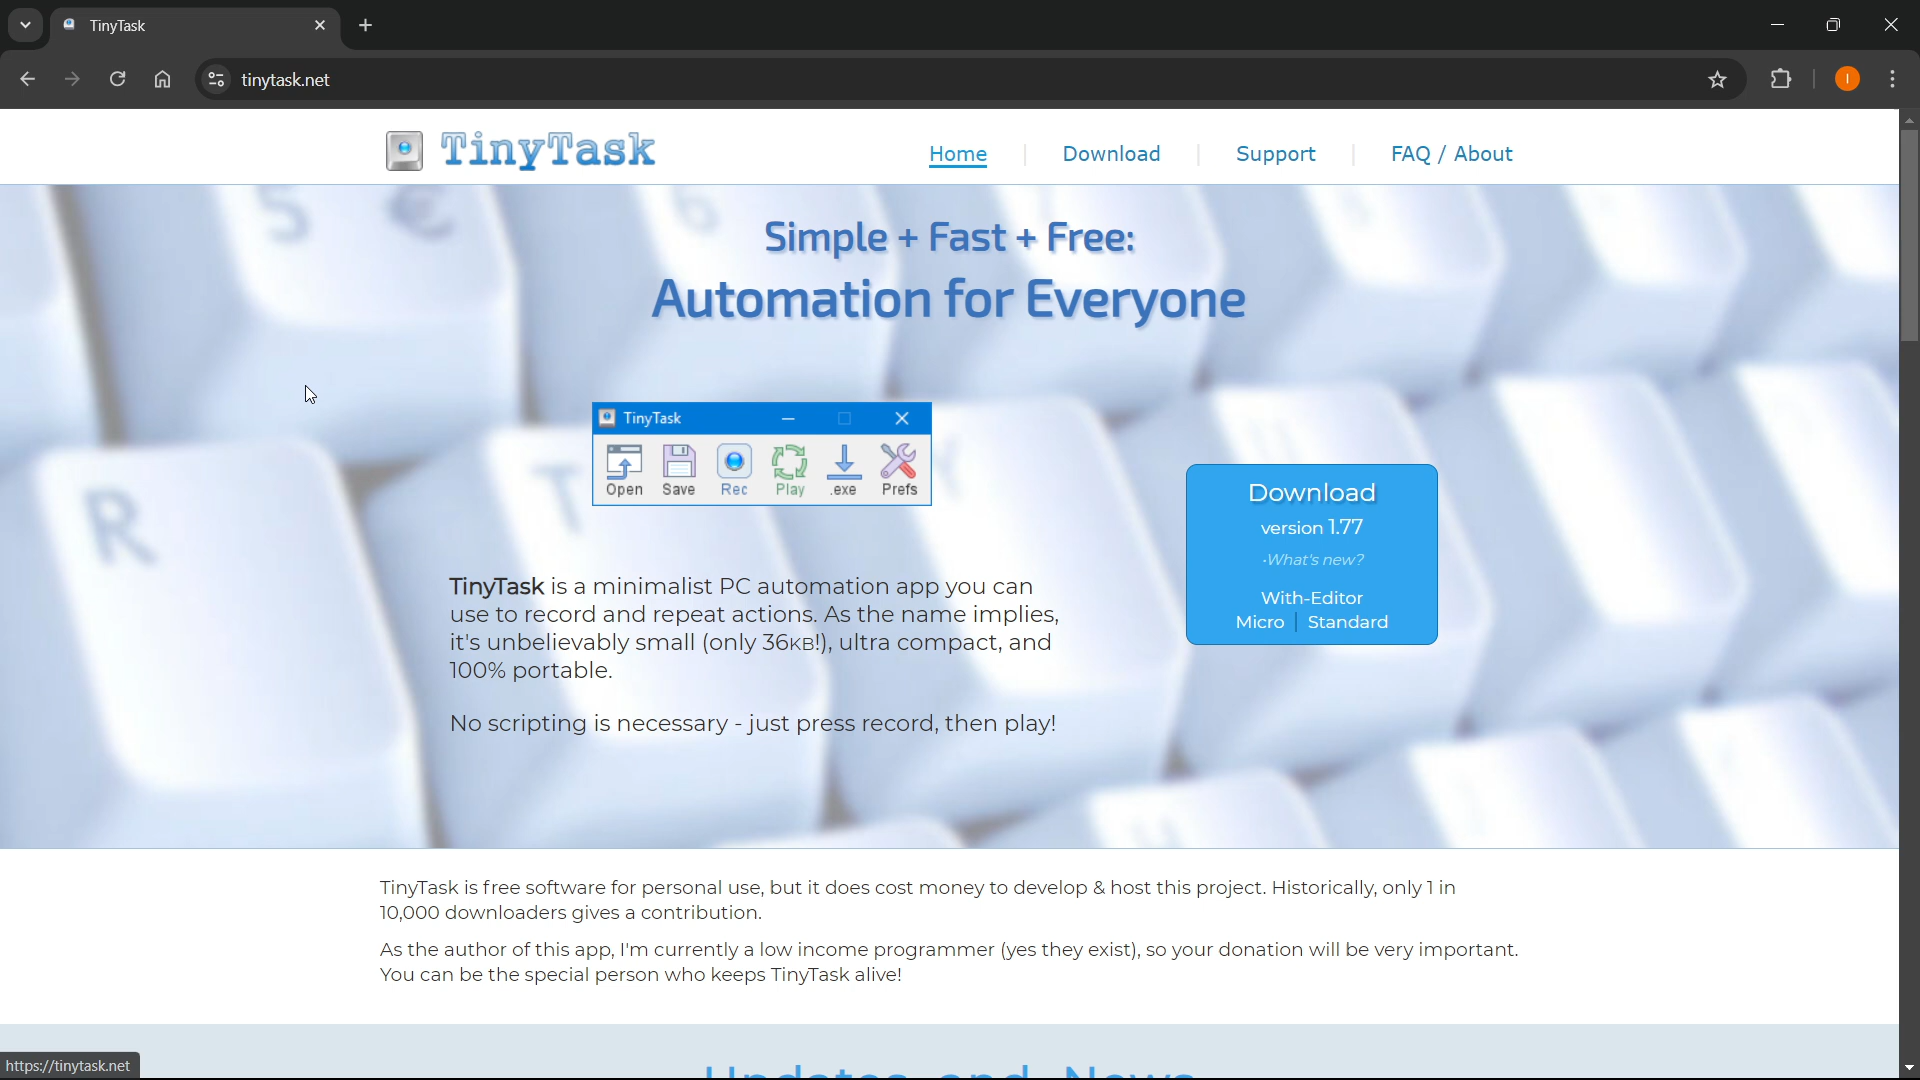 TinyTask
tinytask.net
TinyTask
Home
Download
Support
FAQ / About
Simple + Fast + Free:
Automation for Everyone
TinyTask
Open
Save
Rec
Play
.exe
Prefs
Download
version 1.77
·What's new?
With-Editor
Micro | Standard
TinyTask is a minimalist PC automation app you can
use to record and repeat actions. As the name implies,
it's unbelievably small (only 36KB!), ultra compact, and
100% portable.
No scripting is necessary - just press record, then play!
TinyTask is free software for personal use, but it does cost money to develop & host this project. Historically, only 1 in
10,000 downloaders gives a contribution.
As the author of this app, I'm currently a low income programmer (yes they exist), so your donation will be very important.
You can be the special person who keeps TinyTask alive!
Updates and News
https://tinytask.net